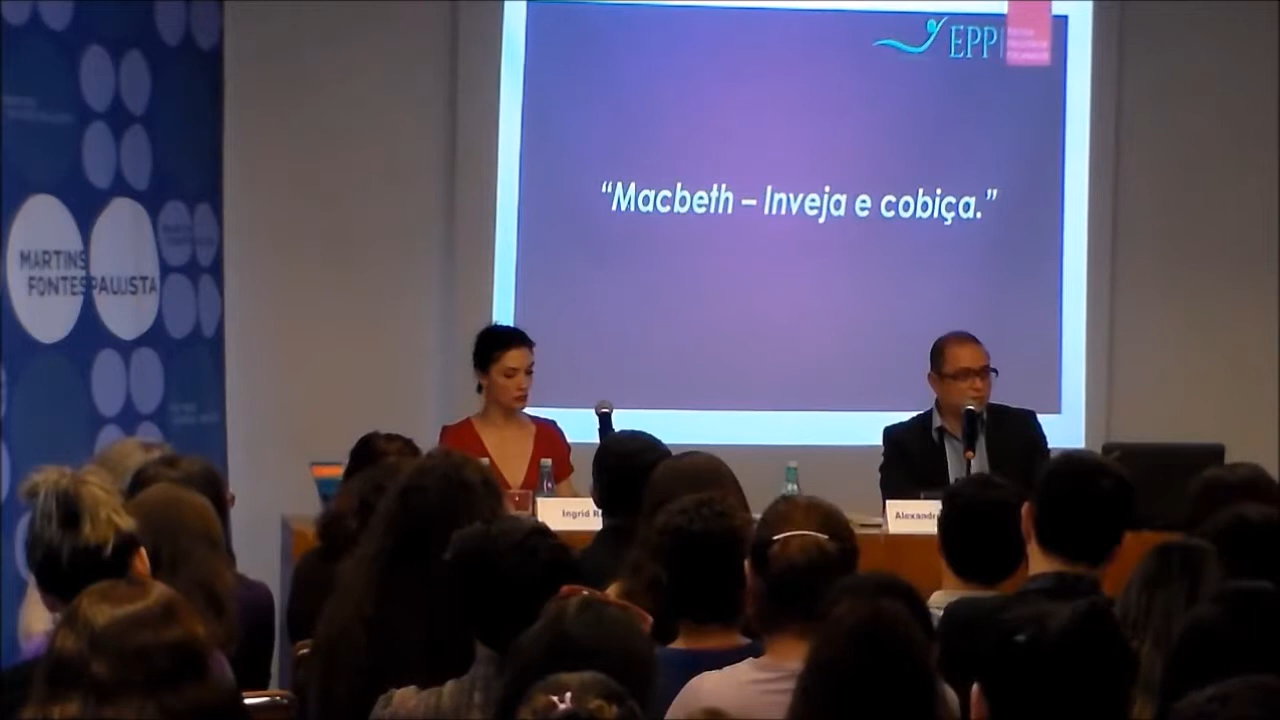 EPP
“Macbeth – Inveja e cobiça.”
MARTINS
FONTES PAULISTA
Ingrid
Alexandr